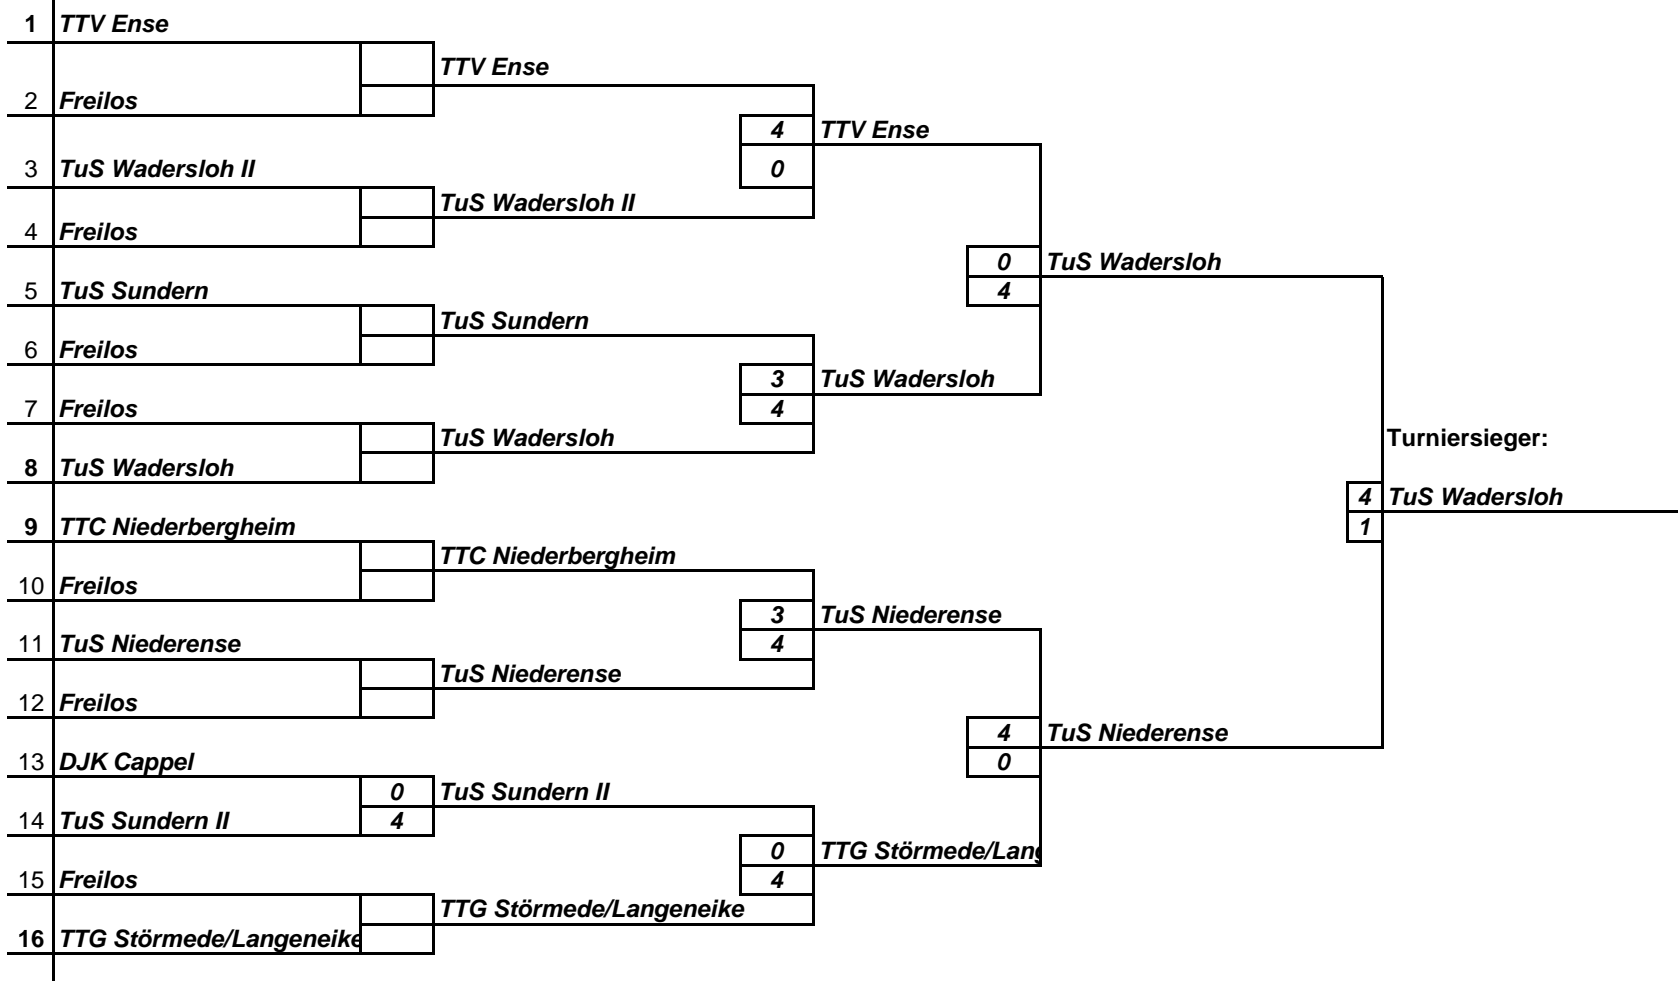 1 TTV Ense
TTV Ense
2 Freilos
4 TTV Ense
3 TuS Wadersloh II 0
TuS Wadersloh II
4 Freilos
0 TuS Wadersloh
5 TuS Sundern 4
TuS Sundern
6 Freilos
3 TuS Wadersloh
7 Freilos 4
TuS Wadersloh Turniersieger:
8 TuS Wadersloh
4 TuS Wadersloh
9 TTC Niederbergheim 1
TTC Niederbergheim
10 Freilos
3 TuS Niederense
11 TuS Niederense 4
TuS Niederense
12 Freilos
4 TuS Niederense
13 DJK Cappel 0
0 TuS Sundern II
14 TuS Sundern II 4
0 TTG Störmede/Lang
15 Freilos 4
TTG Störmede/Langeneike
16 TTG Störmede/Langeneike